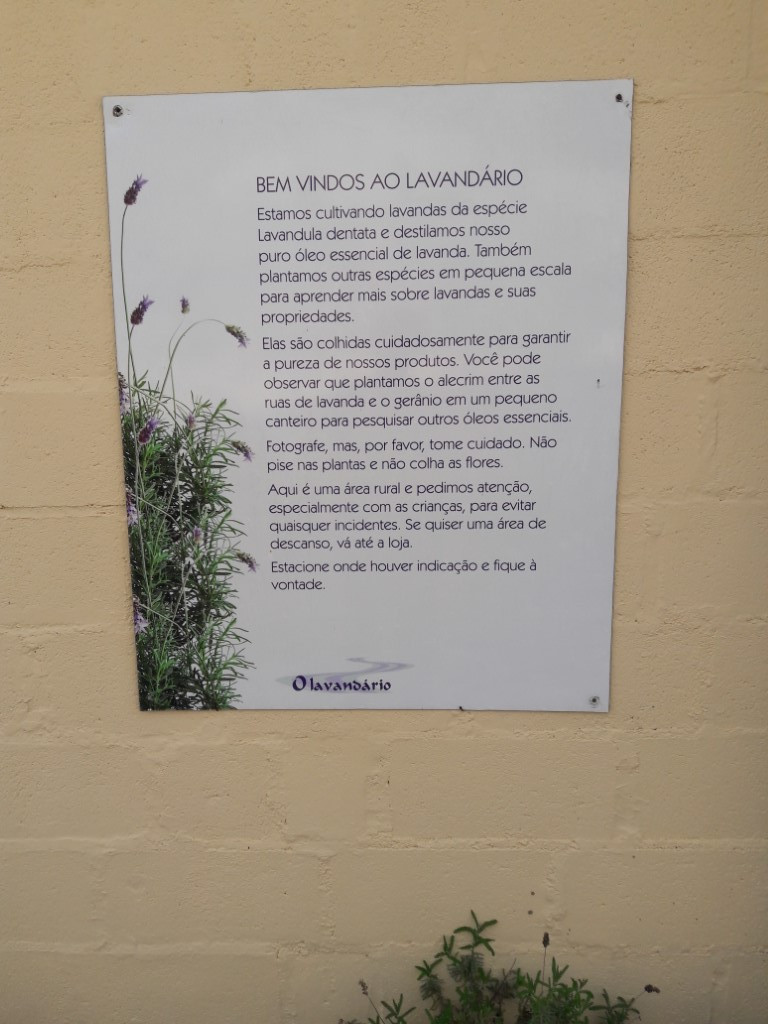 BEM VINDOS AO LAVANDÁRIO
Estamos cultivando lavandas da espécie
Lavandula dentata e destilamos nosso
puro óleo essencial de lavanda. Também
plantamos outras espécies em pequena escala
para aprender mais sobre lavandas e suas
propriedades.
Elas são colhidas cuidadosamente para garantir
a pureza de nossos produtos. Você pode
observar que plantamos o alecrim entre as
ruas de lavanda e o gerânio em um pequeno
canteiro para pesquisar outros óleos essenciais.
Fotografe, mas, por favor, tome cuidado. Não
pise nas plantas e não colha as flores.
Aqui é uma área rural e pedimos atenção,
especialmente com as crianças, para evitar
quaisquer incidentes. Se quiser uma área de
descanso, vá até a loja.
Estacione onde houver indicação e fique à
vontade.
O lavandário